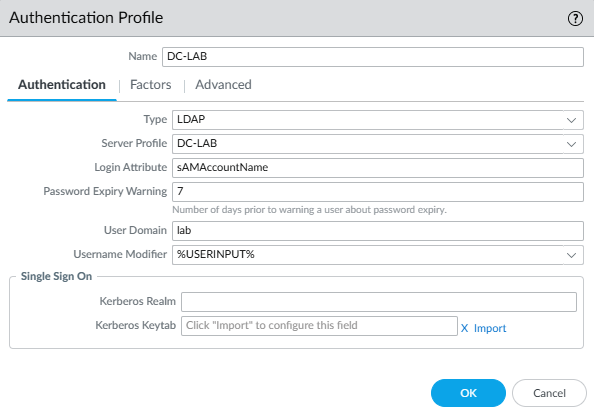 Authentication Profile
Name DC-LAB
Authentication Factors Advanced
Type LDAP
Server Profile DC-LAB
Login Attribute sAMAccountName
Password Expiry Warning 7
Number of days prior to warning a user about password expiry.
User Domain lab
Username Modifier %USERINPUT%
Single Sign On
Kerberos Realm
Kerberos Keytab Click "Import" to configure this field X Import
OK Cancel